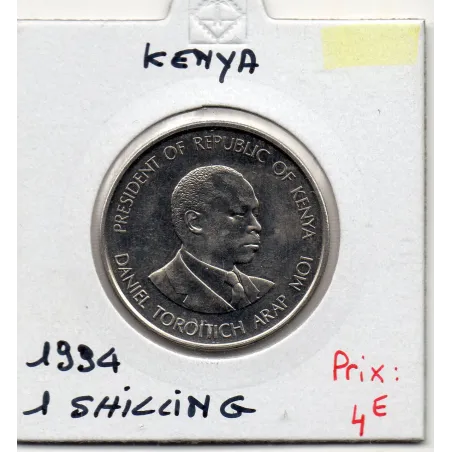 KENYA
PRESIDENT OF REPUBLIC OF KENYA
DANIEL TOROITICH ARAP MOI
1994
1 SHILLING
Prix:
4E